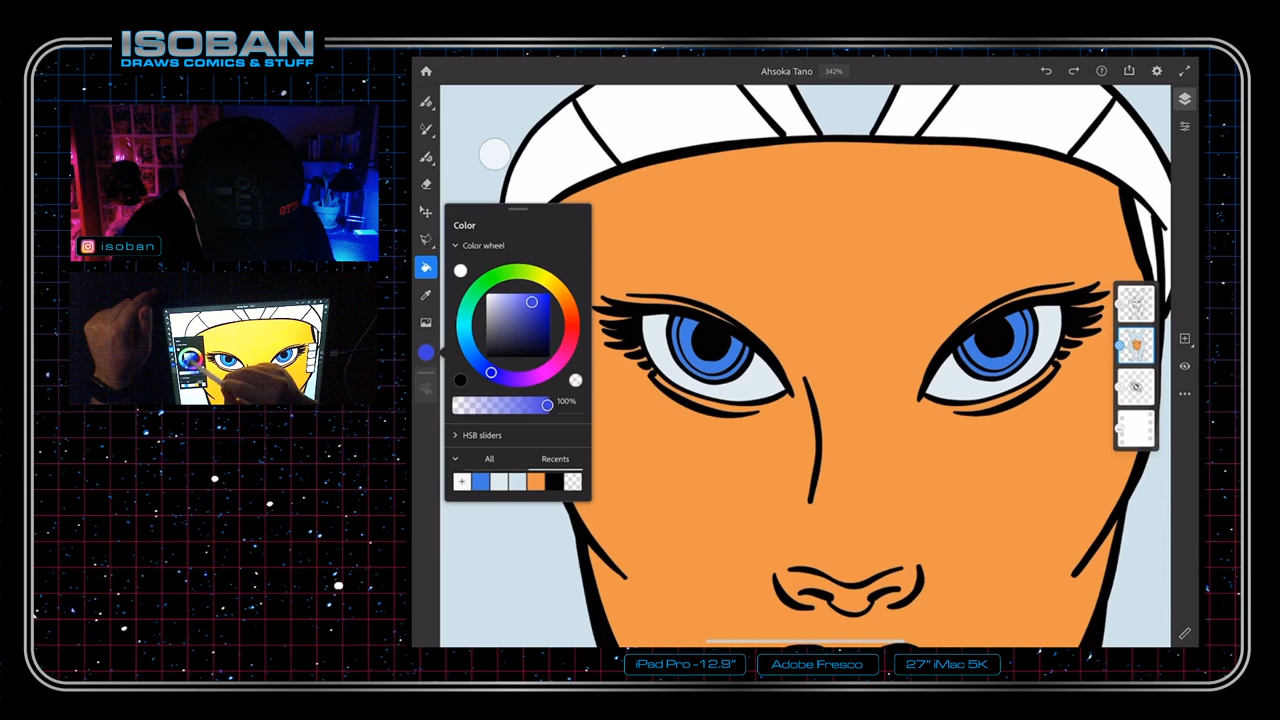 ISOBAN
DRAWS COMICS & STUFF
isoban
Ahsoka Tano
342%
Color
Color wheel
100%
HSB sliders
All
Recents
OTTO
iPad Pro -12.9"
Adobe Fresco
27" iMac 5K